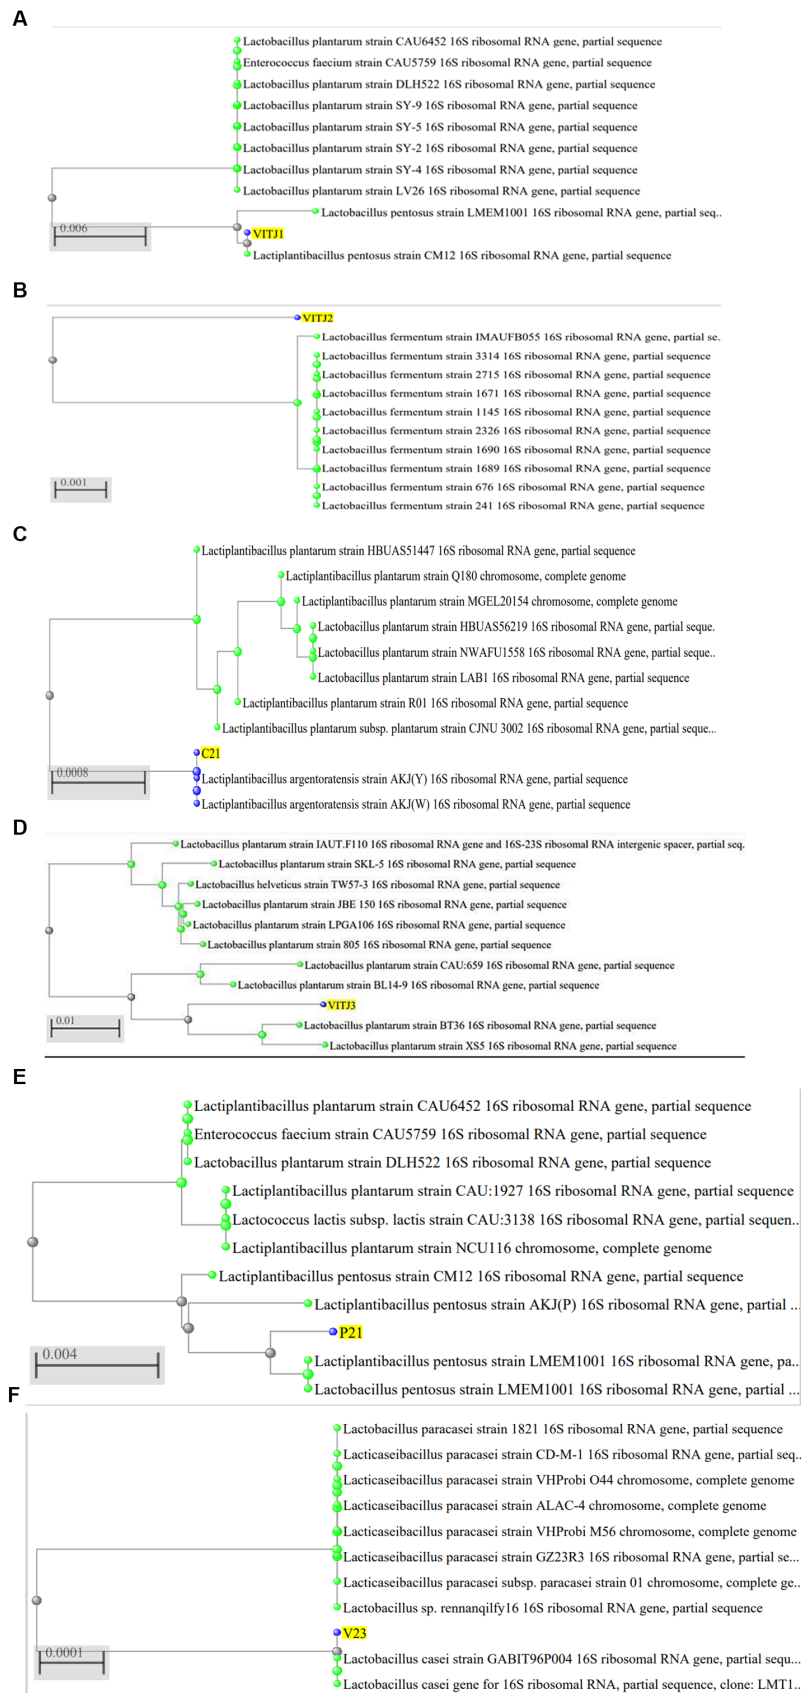 A
Lactobacillus plantarum strain CAU6452 16S ribosomal RNA gene, partial sequence
Enterococcus faecium strain CAU5759 16S ribosomal RNA gene, partial sequence
Lactobacillus plantarum strain DLH522 16S ribosomal RNA gene, partial sequence
Lactobacillus plantarum strain SY-9 16S ribosomal RNA gene, partial sequence
Lactobacillus plantarum strain SY-5 16S ribosomal RNA gene, partial sequence
Lactobacillus plantarum strain SY-2 16S ribosomal RNA gene, partial sequence
Lactobacillus plantarum strain SY-4 16S ribosomal RNA gene, partial sequence
Lactobacillus plantarum strain LV26 16S ribosomal RNA gene, partial sequence
Lactobacillus pentosus strain LMEM1001 16S ribosomal RNA gene, partial seq..
0.006
VITJ1
Lactiplantibacillus pentosus strain CM12 16S ribosomal RNA gene, partial sequence
B
VITJ2
Lactobacillus fermentum strain IMAUFB055 16S ribosomal RNA gene, partial se.
Lactobacillus fermentum strain 3314 16S ribosomal RNA gene, partial sequence
Lactobacillus fermentum strain 2715 16S ribosomal RNA gene, partial sequence
Lactobacillus fermentum strain 1671 16S ribosomal RNA gene, partial sequence
Lactobacillus fermentum strain 1145 16S ribosomal RNA gene, partial sequence
Lactobacillus fermentum strain 2326 16S ribosomal RNA gene, partial sequence
Lactobacillus fermentum strain 1690 16S ribosomal RNA gene, partial sequence
Lactobacillus fermentum strain 1689 16S ribosomal RNA gene, partial sequence
0.001
Lactobacillus fermentum strain 676 16S ribosomal RNA gene, partial sequence
Lactobacillus fermentum strain 241 16S ribosomal RNA gene, partial sequence
C
Lactiplantibacillus plantarum strain HBUAS51447 16S ribosomal RNA gene, partial sequence
Lactiplantibacillus plantarum strain Q180 chromosome, complete genome
Lactiplantibacillus plantarum strain MGEL20154 chromosome, complete genome
Lactobacillus plantarum strain HBUAS56219 16S ribosomal RNA gene, partial seque.
Lactobacillus plantarum strain NWAFU1558 16S ribosomal RNA gene, partial seque..
Lactobacillus plantarum strain LAB1 16S ribosomal RNA gene, partial sequence
Lactiplantibacillus plantarum strain R01 16S ribosomal RNA gene, partial sequence
Lactiplantibacillus plantarum subsp. plantarum strain CJNU 3002 16S ribosomal RNA gene, partial seque...
C21
0.0008
Lactiplantibacillus argentoratensis strain AKJ(Y) 16S ribosomal RNA gene, partial sequence
Lactiplantibacillus argentoratensis strain AKJ(W) 16S ribosomal RNA gene, partial sequence
D
Lactobacillus plantarum strain IAUT.F110 16S ribosomal RNA gene and 16S-23S ribosomal RNA intergenic spacer, partial seq.
Lactobacillus plantarum strain SKL-5 16S ribosomal RNA gene, partial sequence
Lactobacillus helveticus strain TW57-3 16S ribosomal RNA gene, partial sequence
Lactobacillus plantarum strain JBE 150 16S ribosomal RNA gene, partial sequence
Lactobacillus plantarum strain LPGA106 16S ribosomal RNA gene, partial sequence
Lactobacillus plantarum strain 805 16S ribosomal RNA gene, partial sequence
Lactobacillus plantarum strain CAU:659 16S ribosomal RNA gene, partial sequence
Lactobacillus plantarum strain BL14-9 16S ribosomal RNA gene, partial sequence
VITJ3
0.01
Lactobacillus plantarum strain BT36 16S ribosomal RNA gene, partial sequence
Lactobacillus plantarum strain XS5 16S ribosomal RNA gene, partial sequence
E
Lactiplantibacillus plantarum strain CAU6452 16S ribosomal RNA gene, partial sequence
Enterococcus faecium strain CAU5759 16S ribosomal RNA gene, partial sequence
Lactobacillus plantarum strain DLH522 16S ribosomal RNA gene, partial sequence
Lactiplantibacillus plantarum strain CAU:1927 16S ribosomal RNA gene, partial sequence
Lactococcus lactis subsp. lactis strain CAU:3138 16S ribosomal RNA gene, partial sequen..
Lactiplantibacillus plantarum strain NCU116 chromosome, complete genome
Lactiplantibacillus pentosus strain CM12 16S ribosomal RNA gene, partial sequence
Lactiplantibacillus pentosus strain AKJ(P) 16S ribosomal RNA gene, partial ...
P21
0.004
Lactiplantibacillus pentosus strain LMEM1001 16S ribosomal RNA gene, pa..
Lactobacillus pentosus strain LMEM1001 16S ribosomal RNA gene, partial ...
F
Lactobacillus paracasei strain 1821 16S ribosomal RNA gene, partial sequence
Lacticaseibacillus paracasei strain CD-M-1 16S ribosomal RNA gene, partial seq..
Lacticaseibacillus paracasei strain VHProbi O44 chromosome, complete genome
Lacticaseibacillus paracasei strain ALAC-4 chromosome, complete genome
Lacticaseibacillus paracasei strain VHProbi M56 chromosome, complete genome
Lacticaseibacillus paracasei strain GZ23R3 16S ribosomal RNA gene, partial se...
Lacticaseibacillus paracasei subsp. paracasei strain 01 chromosome, complete ge...
Lactobacillus sp. rennanqilfy16 16S ribosomal RNA gene, partial sequence
V23
0.0001
Lactobacillus casei strain GABIT96P004 16S ribosomal RNA gene, partial sequ...
Lactobacillus casei gene for 16S ribosomal RNA, partial sequence, clone: LMT1..